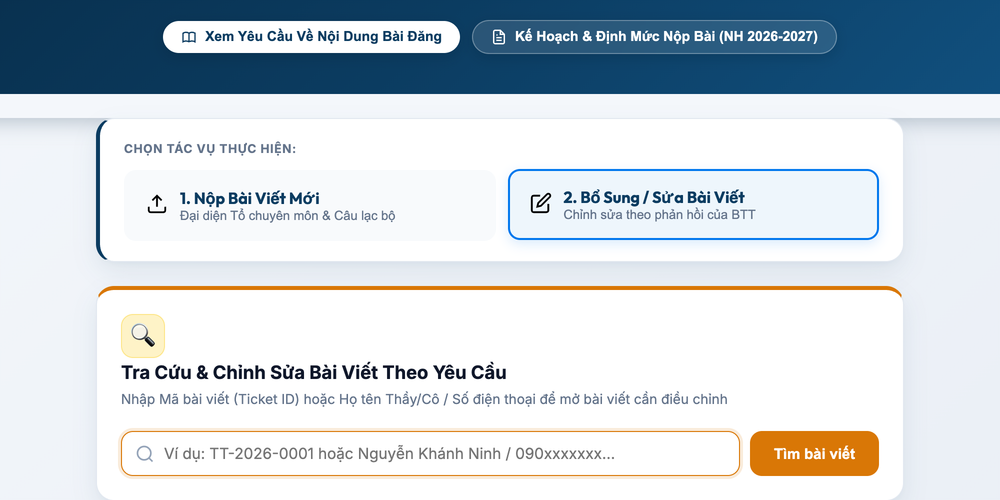 Xem Yêu Cầu Về Nội Dung Bài Đăng
Kế Hoạch & Định Mức Nộp Bài (NH 2026-2027)
CHỌN TÁC VỤ THỰC HIỆN:
1. Nộp Bài Viết Mới
Đại diện Tổ chuyên môn & Câu lạc bộ
2. Bổ Sung / Sửa Bài Viết
Chỉnh sửa theo phản hồi của BTT
Tra Cứu & Chỉnh Sửa Bài Viết Theo Yêu Cầu
Nhập Mã bài viết (Ticket ID) hoặc Họ tên Thầy/Cô / Số điện thoại để mở bài viết cần điều chỉnh
Ví dụ: TT-2026-0001 hoặc Nguyễn Khánh Ninh / 090xxxxxxx...
Tìm bài viết